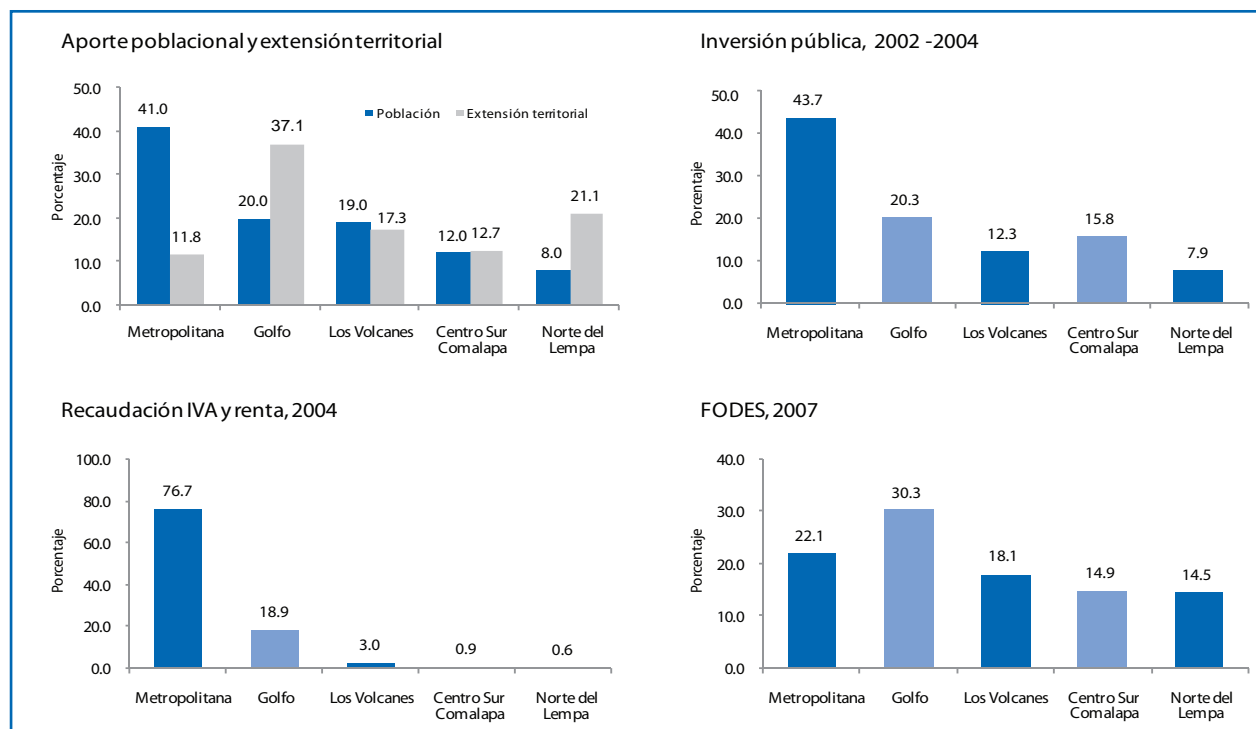 Aporte poblacional y extensión territorial
Porcentaje
50.0
40.0
30.0
20.0
10.0
0.0
Población
Extensión territorial
41.0
11.8
20.0
37.1
19.0
17.3
12.0
12.7
8.0
21.1
Metropolitana
Golfo
Los Volcanes
Centro Sur
Comalapa
Norte del
Lempa
Inversión pública, 2002 -2004
Porcentaje
50.0
40.0
30.0
20.0
10.0
0.0
43.7
20.3
12.3
15.8
7.9
Metropolitana
Golfo
Los Volcanes
Centro Sur
Comalapa
Norte del
Lempa
Recaudación IVA y renta, 2004
Porcentaje
100.0
80.0
60.0
40.0
20.0
0.0
76.7
18.9
3.0
0.9
0.6
Metropolitana
Golfo
Los Volcanes
Centro Sur
Comalapa
Norte del
Lempa
FODES, 2007
Porcentaje
40.0
30.0
20.0
10.0
0.0
22.1
30.3
18.1
14.9
14.5
Metropolitana
Golfo
Los Volcanes
Centro Sur
Comalapa
Norte del
Lempa